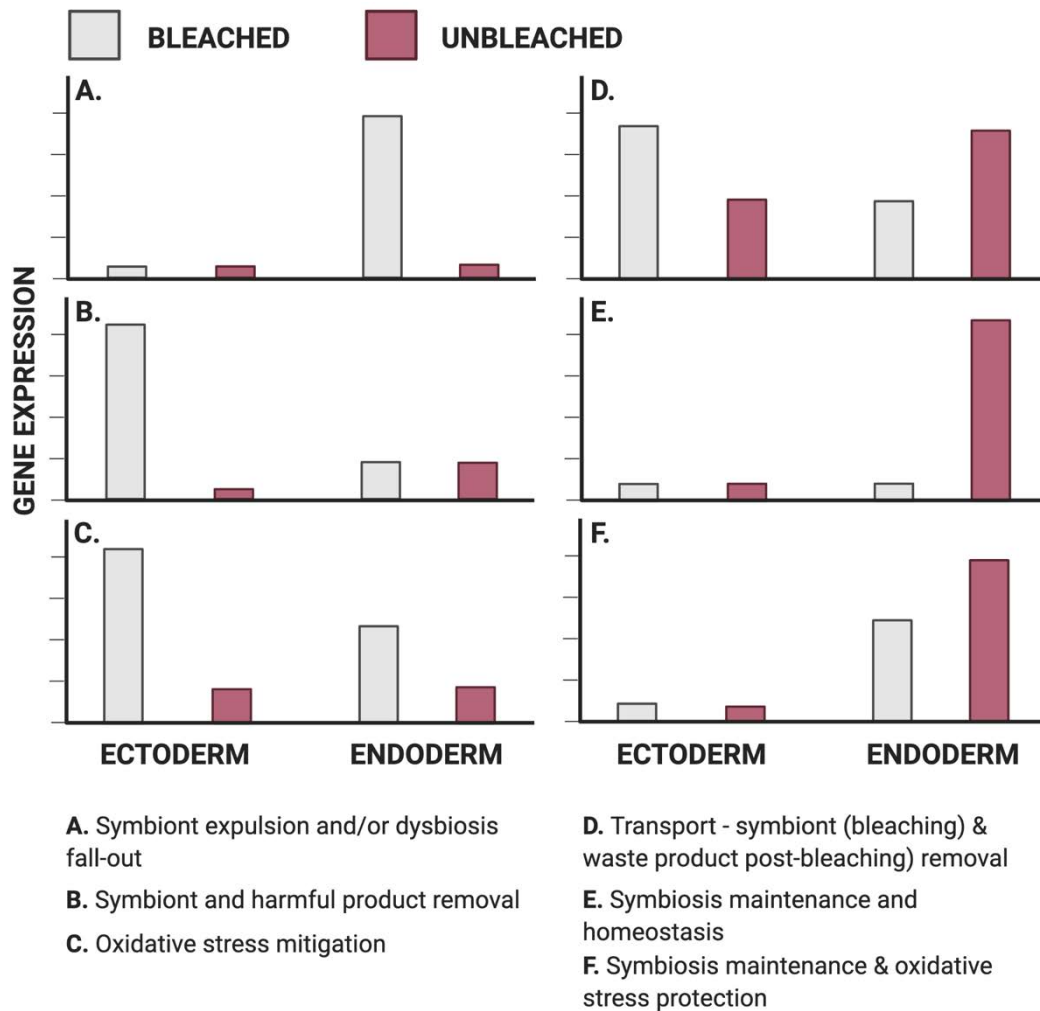 BLEACHED
UNBLEACHED
GENE EXPRESSION
A.
D.
B.
E.
C.
F.
ECTODERM
ENDODERM
ECTODERM
ENDODERM
A. Symbiont expulsion and/or dysbiosis
fall-out
B. Symbiont and harmful product removal
C. Oxidative stress mitigation
D. Transport - symbiont (bleaching) &
waste product post-bleaching) removal
E. Symbiosis maintenance and
homeostasis
F. Symbiosis maintenance & oxidative
stress protection